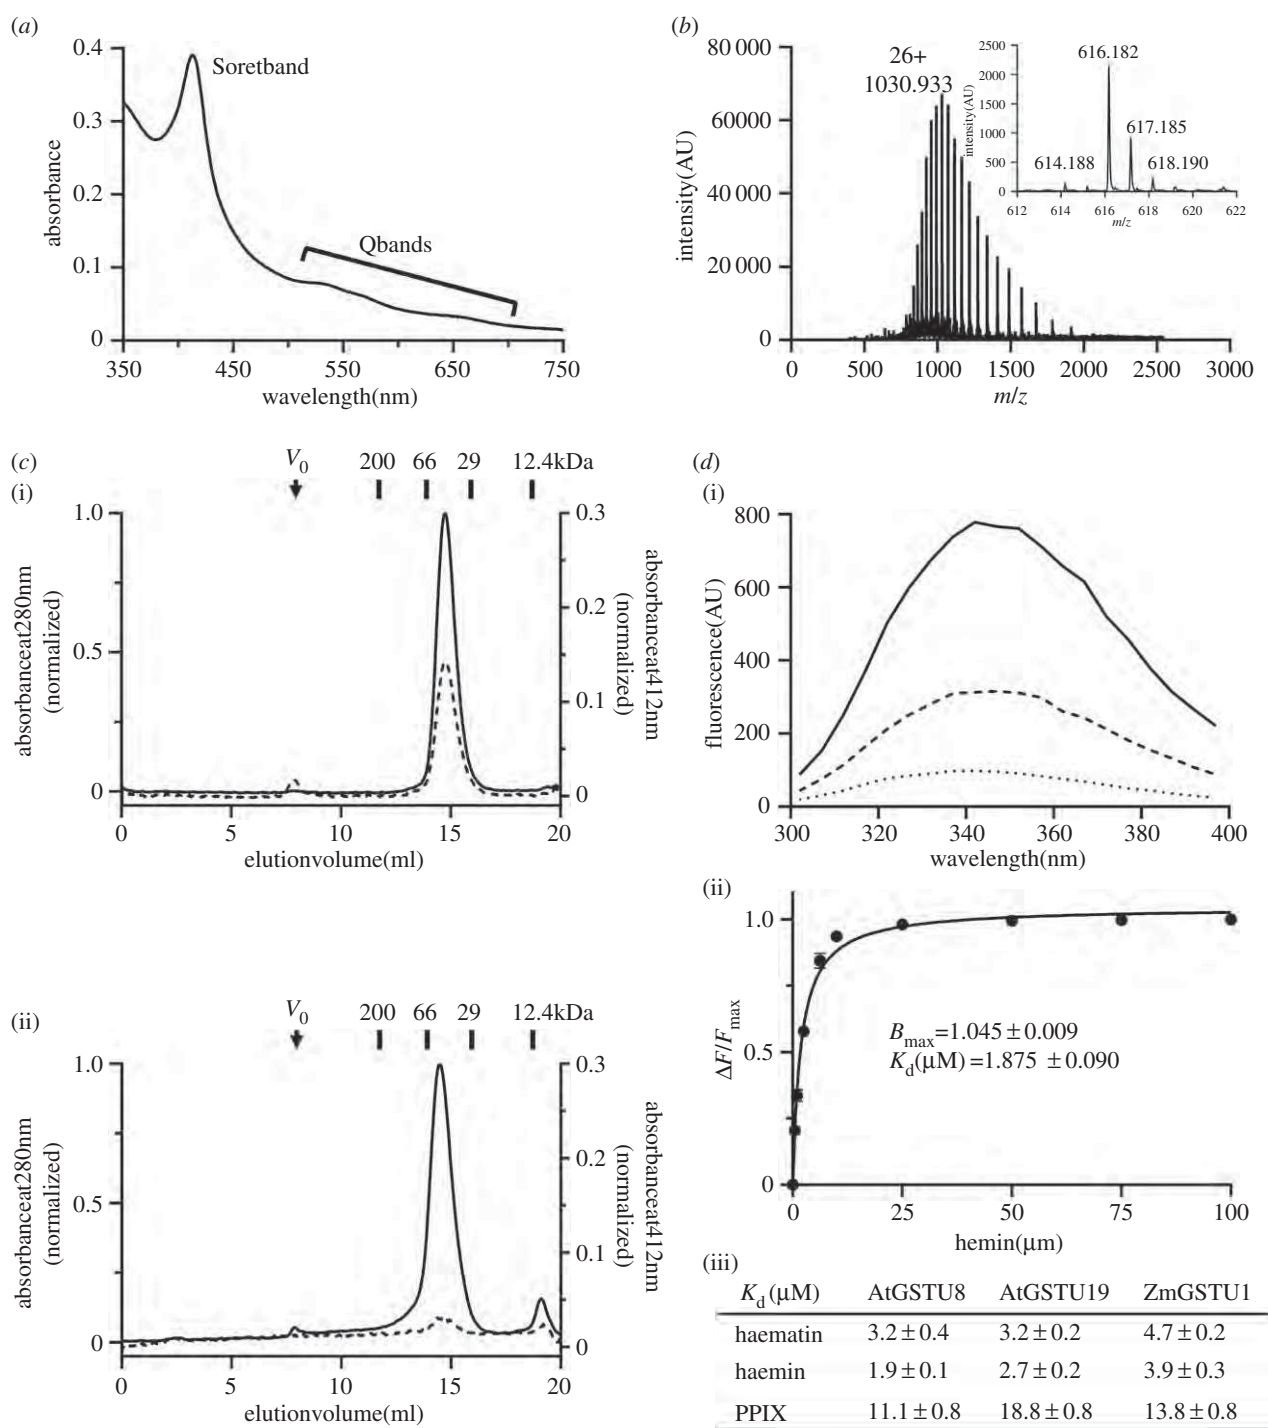 (a)
0.4
0.3
0.2
0.1
0
absorbance
Soretband
Qbands
350 450 550 650 750
wavelength(nm)
(b)
80 000
60000
40000
20 000
0
intensity(AU)
26+
1030.933
0 500 1000 1500 2000 2500 3000
m/z
2500
2000
1500
1000
500
0
intensity(AU)
616.182
617.185
614.188 618.190
612 614 616 618 620 622
m/z
(c)
(i)
V0 200 66 29 12.4kDa
1.0
0.5
0
absorbanceat280nm
(normalized)
0.3
0.2
0.1
0
absorbanceat412nm
(normalized)
0 5 10 15 20
elutionvolume(ml)
(ii)
V0 200 66 29 12.4kDa
1.0
0.5
0
absorbanceat280nm
(normalized)
0.3
0.2
0.1
0
absorbanceat412nm
(normalized)
0 5 10 15 20
elutionvolume(ml)
(d)
(i)
800
600
400
200
0
fluorescence(AU)
300 320 340 360 380 400
wavelength(nm)
(ii)
1.0
0.5
0
ΔF/Fmax
Bmax=1.045±0.009
Kd(μM)=1.875 ±0.090
0 25 50 75 100
hemin(μm)
(iii)
Kd(μM) AtGSTU8 AtGSTU19 ZmGSTU1
haematin 3.2±0.4 3.2±0.2 4.7±0.2
haemin 1.9±0.1 2.7±0.2 3.9±0.3
PPIX 11.1±0.8 18.8±0.8 13.8±0.8